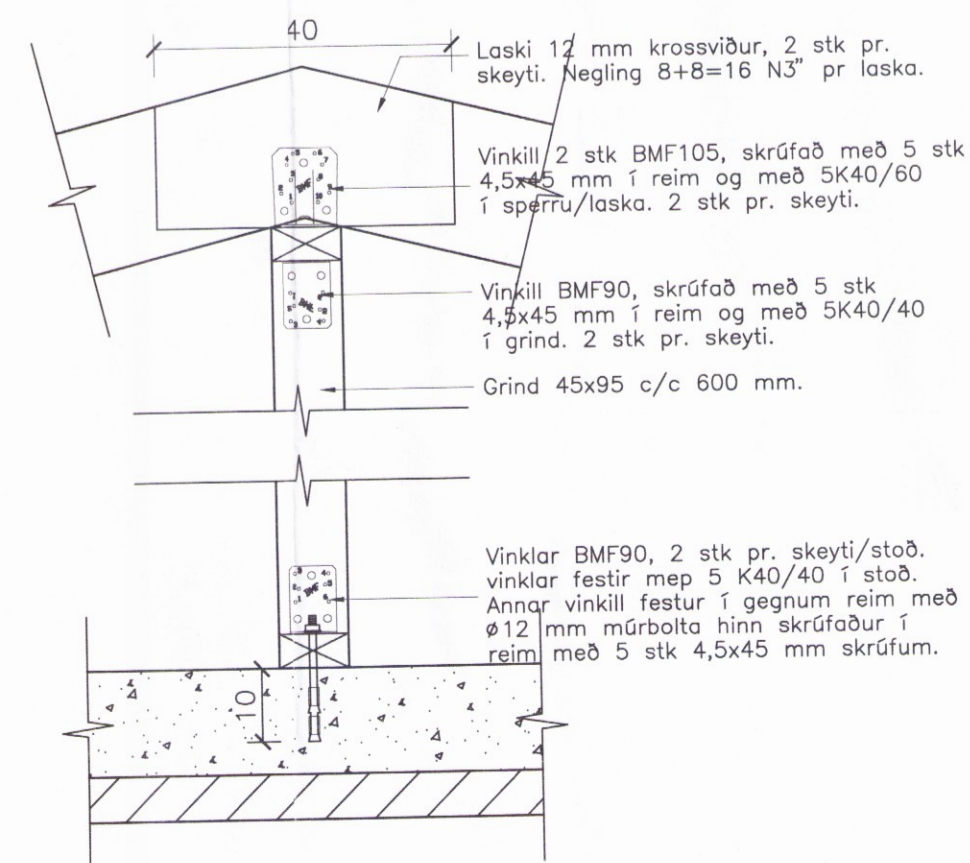 40
Laski 12 mm krossviður, 2 stk pr.
skeyti. Negling 8+8=16 N3" pr laska.
Vinkill 2 stk BMF105, skrúfað með 5 stk
4,5x45 mm í reim og með 5K40/60
í sperru/laska. 2 stk pr. skeyti.
Vinkill BMF90, skrúfað með 5 stk
4,5x45 mm í reim og með 5K40/40
í grind. 2 stk pr. skeyti.
Grind 45x95 c/c 600 mm.
Vinklar BMF90, 2 stk pr. skeyti/stoð.
vinklar festir mep 5 K40/40 í stoð.
Annar vinkill festur í gegnum reim með
ø12 mm múrbolta hinn skrúfaður í
reim með 5 stk 4,5x45 mm skrúfum.
10